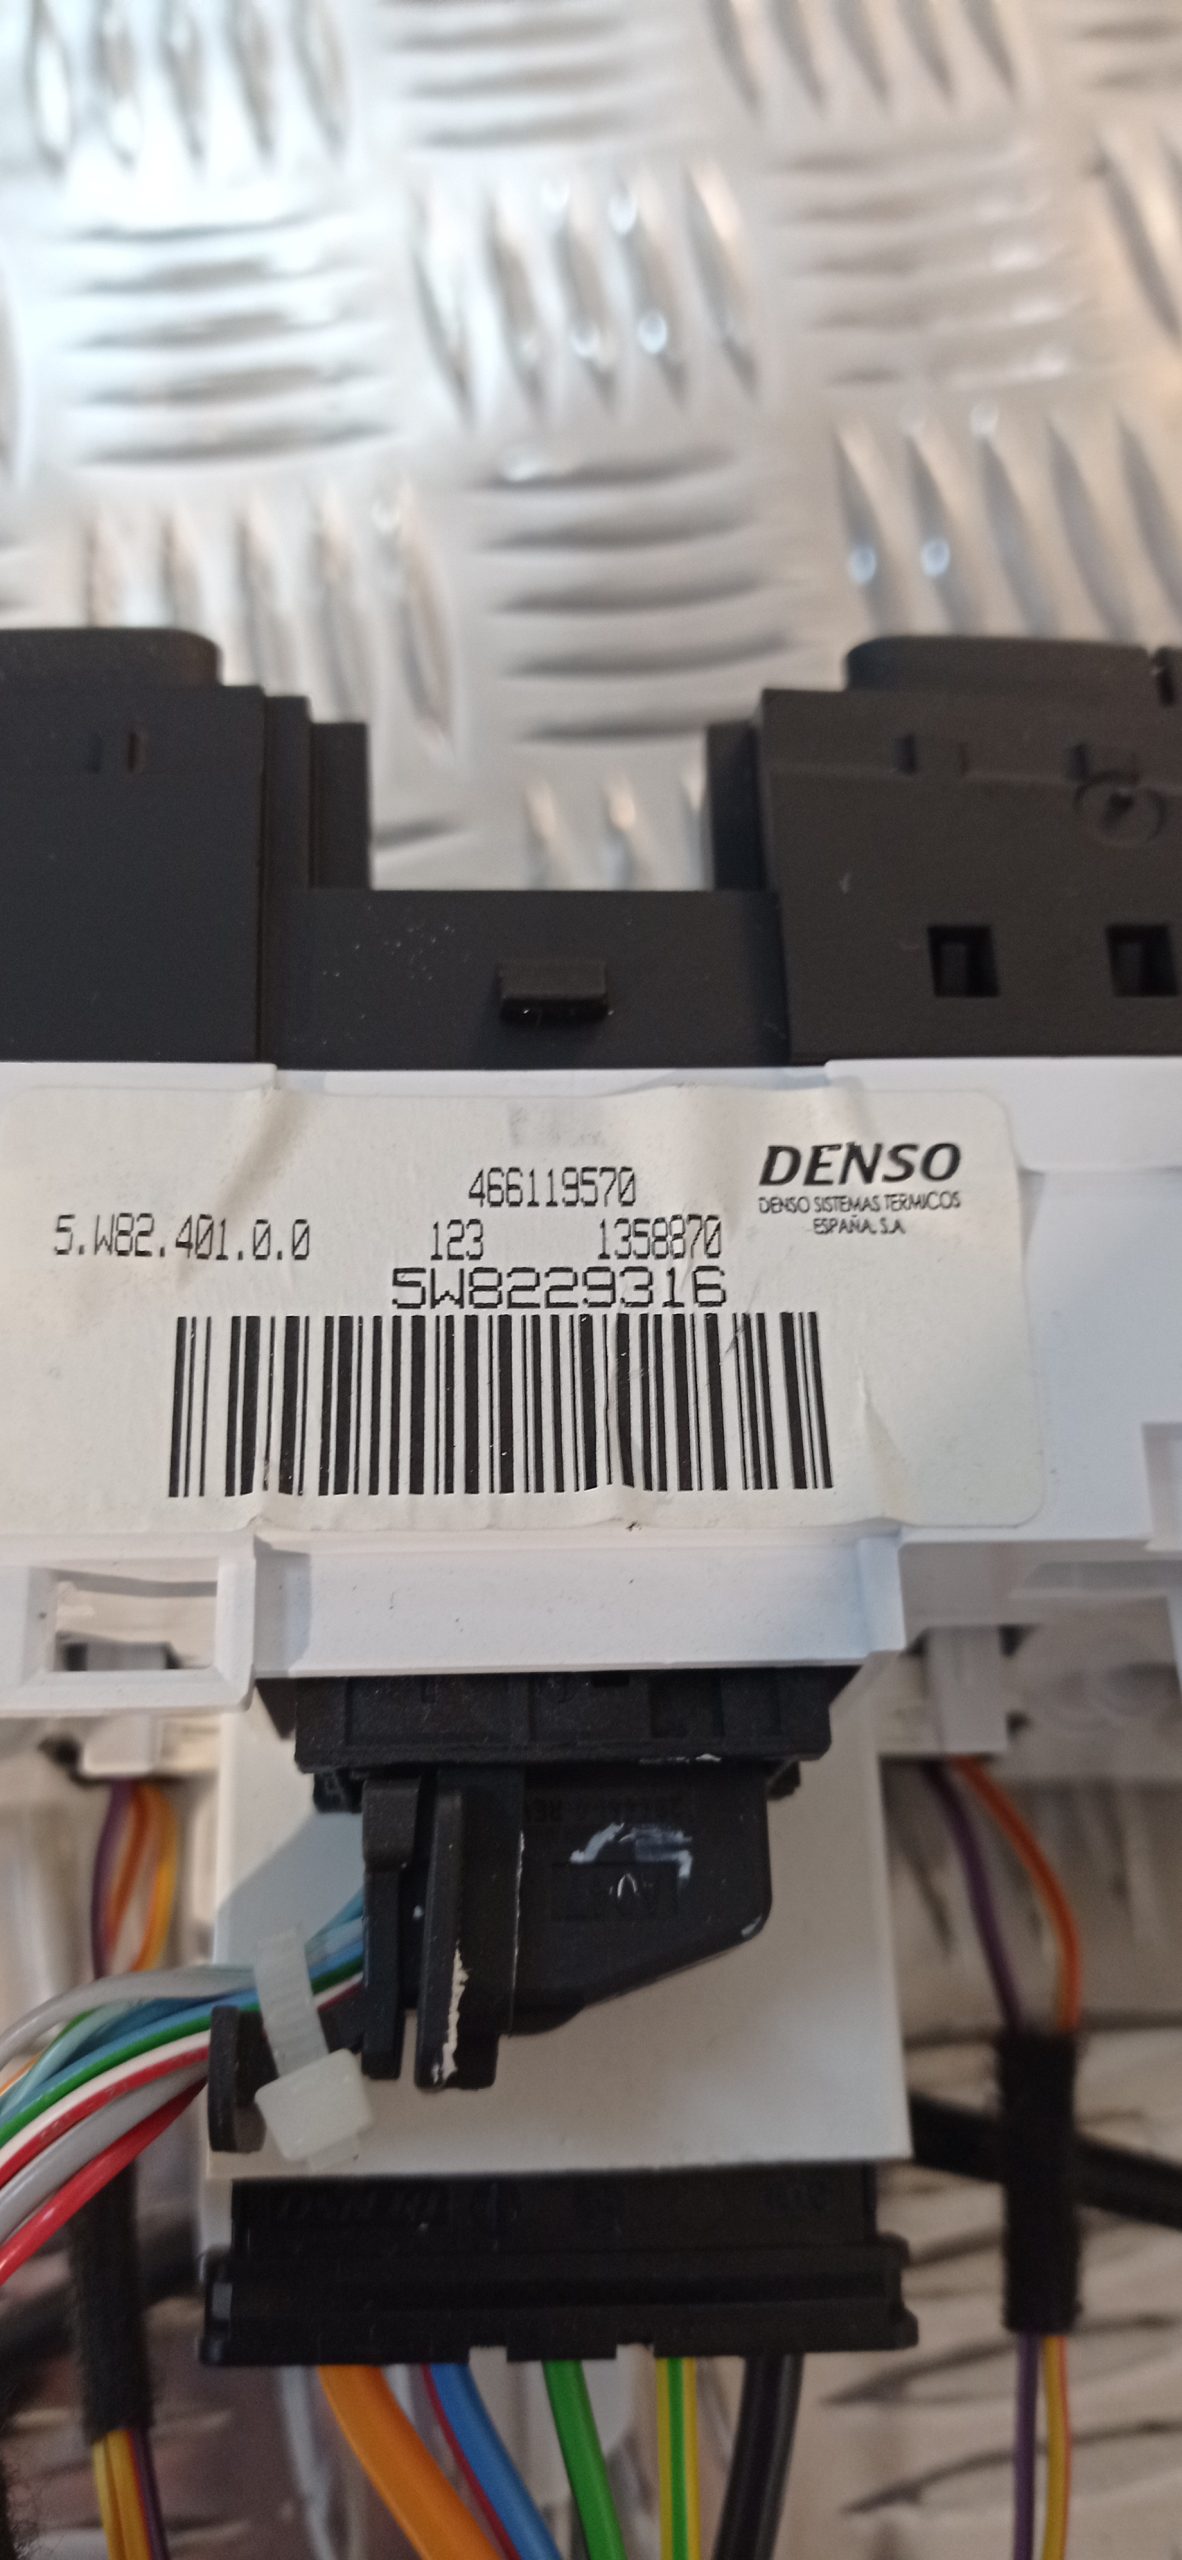 DENSO
DENSO SISTEMAS TERMICOS
ESPAÑA, S.A.
466119570
5.W82.401.0.0 123 1358870
5W8229316